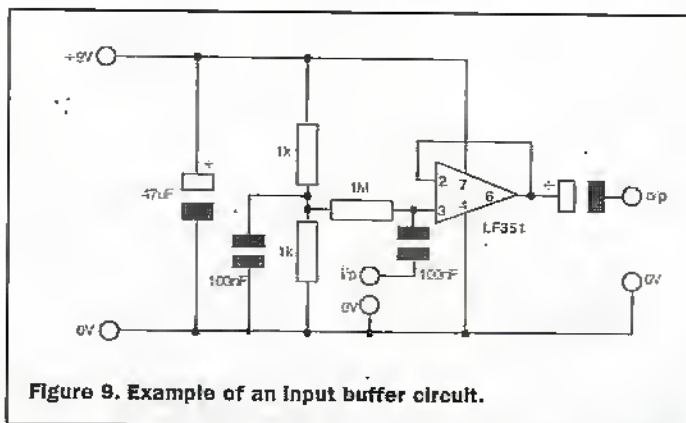 +9V
1k
47uF
1M
2
7
6
3
4
LF351
o/p
1k
100nF
i/p
100nF
0V
0V
0V
Figure 9. Example of an input buffer circuit.